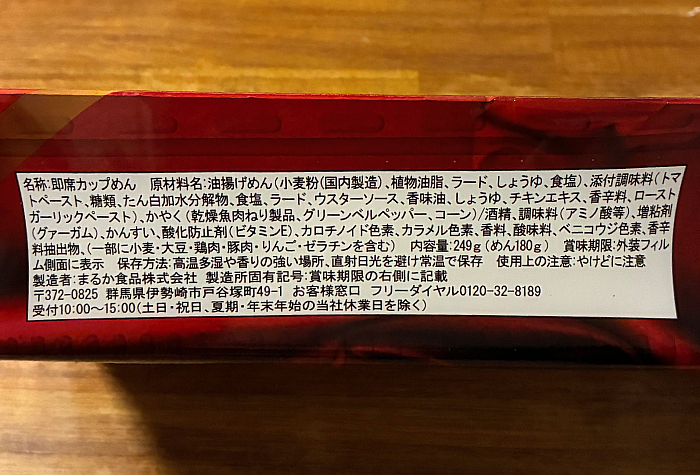 名称:即席カップめん　原材料名:油揚げめん(小麦粉(国内製造)、植物油脂、ラード、しょうゆ、食塩)、添付調味料(トマ
トペースト、糖類、たん白加水分解物、食塩、ラード、ウスターソース、香味油、しょうゆ、チキンエキス、香辛料、ロースト
ガーリックペースト)、かやく(乾燥魚肉ねり製品、グリーンベルペッパー、コーン)/酒精、調味料(アミノ酸等)、増粘剤
(グァーガム)、かんすい、酸化防止剤(ビタミンE)、カロチノイド色素、カラメル色素、香料、酸味料、ベニコウジ色素、香辛
料抽出物、(一部に小麦・大豆・鶏肉・豚肉・りんご・ゼラチンを含む)　内容量:249g(めん180g)　賞味期限:外装フィル
ム側面に表示　保存方法:高温多湿や香りの強い場所、直射日光を避け常温で保存　使用上の注意:やけどに注意
製造者:まるか食品株式会社 製造所固有記号:賞味期限の右側に記載
〒372-0825 群馬県伊勢崎市戸谷塚町49-1 お客様窓口 フリーダイヤル0120-32-8189
受付10:00～15:00(土日・祝日、夏期・年末年始の当社休業日を除く)